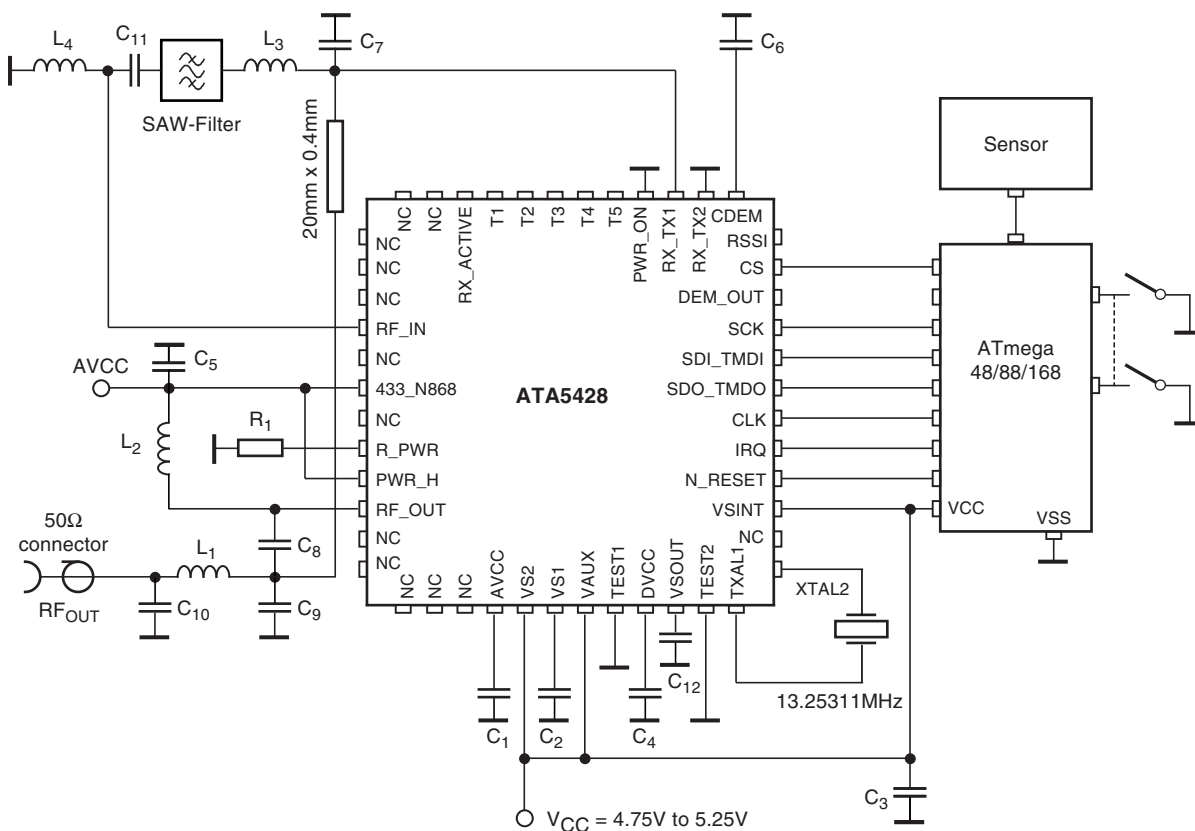 L4
C11
L3
C7
C6
SAW-Filter
20mm x 0.4mm
Sensor
NC
NC
RX_ACTIVE
T1
T2
T3
T4
T5
PWR_ON
RX_TX1
RX_TX2
CDEM
NC
NC
NC
RF_IN
NC
433_N868
NC
R_PWR
PWR_H
RF_OUT
NC
NC
ATA5428
RSSI
CS
DEM_OUT
SCK
SDI_TMDI
SDO_TMDO
CLK
IRQ
N_RESET
VSINT
NC
XTAL2
ATmega
48/88/168
VCC
VSS
AVCC
C5
L2
R1
50Ω
connector
RFOUT
L1
C8
C10
C9
NC
NC
NC
AVCC
VS2
VS1
VAUX
TEST1
DVCC
VSOUT
TEST2
TXAL1
C12
13.25311MHz
C1
C2
C4
C3
VCC = 4.75V to 5.25V